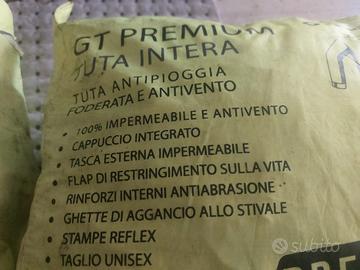 GT PREMIUM
TUTA INTERA
TUTA ANTIPIOGGIA
FODERATA E ANTIVENTO
• 100% IMPERMEABILE E ANTIVENTO
• CAPPUCCIO INTEGRATO
• TASCA ESTERNA IMPERMEABILE
• FLAP DI RESTRINGIMENTO SULLA VITA
• RINFORZI INTERNI ANTIABRASIONE
• GHETTE DI AGGANCIO ALLO STIVALE
• STAMPE REFLEX
• TAGLIO UNISEX
subito